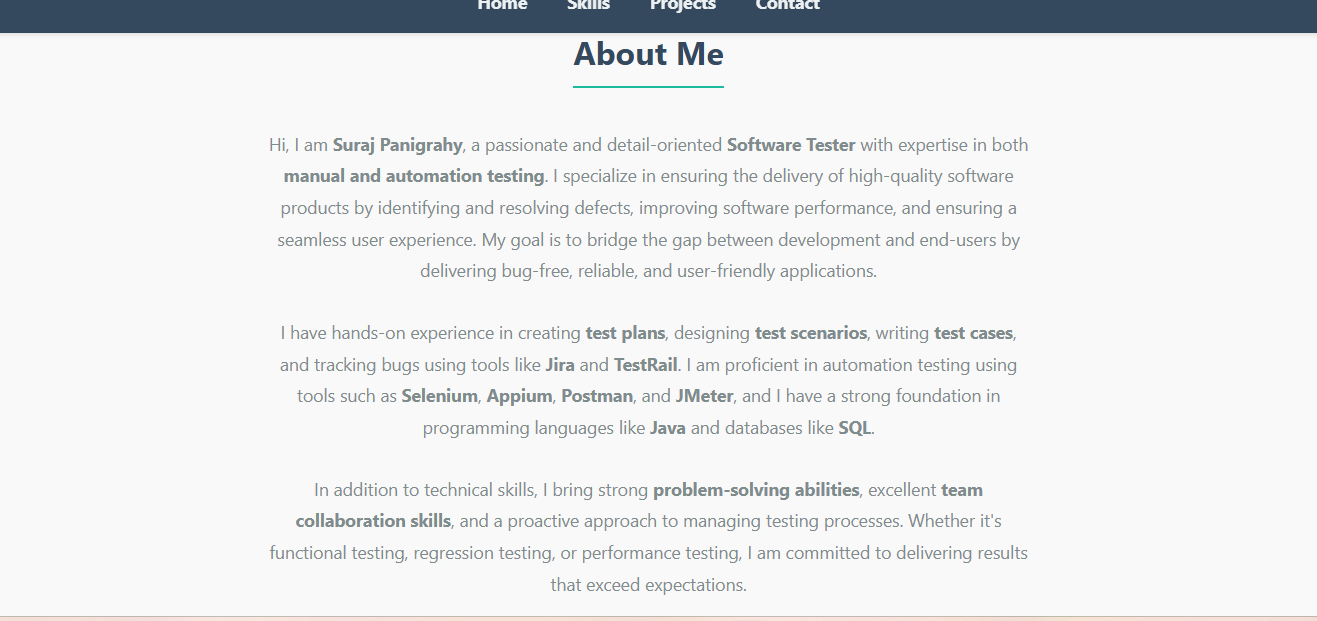 Home Skills Projects Contact
About Me
Hi, I am Suraj Panigrahy, a passionate and detail-oriented Software Tester with expertise in both
manual and automation testing. I specialize in ensuring the delivery of high-quality software
products by identifying and resolving defects, improving software performance, and ensuring a
seamless user experience. My goal is to bridge the gap between development and end-users by
delivering bug-free, reliable, and user-friendly applications.
I have hands-on experience in creating test plans, designing test scenarios, writing test cases,
and tracking bugs using tools like Jira and TestRail. I am proficient in automation testing using
tools such as Selenium, Appium, Postman, and JMeter, and I have a strong foundation in
programming languages like Java and databases like SQL.
In addition to technical skills, I bring strong problem-solving abilities, excellent team
collaboration skills, and a proactive approach to managing testing processes. Whether it's
functional testing, regression testing, or performance testing, I am committed to delivering results
that exceed expectations.